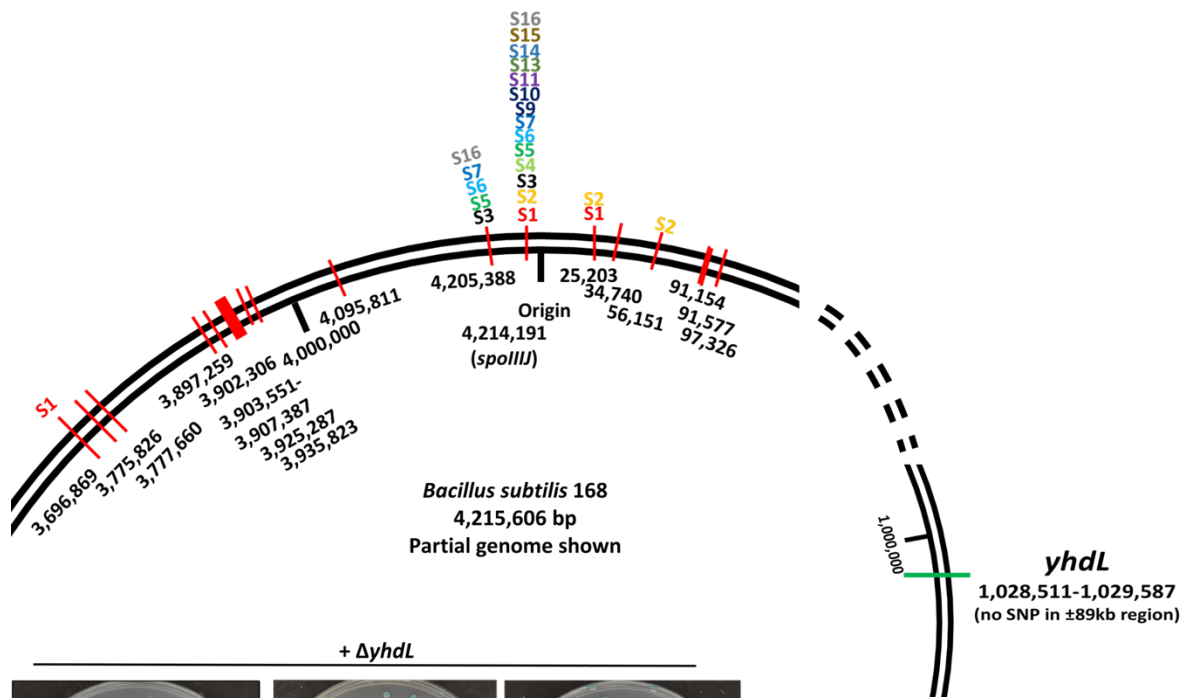 S16
S15
S14
S13
S11
S10
S9
S7
S6
S5
S4
S3
S2
S1
S16
S7
S6
S5
S3
S2
S1
S2
S1
4,205,388
25,203
34,740
56,151
91,154
91,577
97,326
Origin
4,214,191
(spoIIIJ)
4,095,811
4,000,000
3,897,259
3,902,306
3,903,551-
3,907,387
3,925,287
3,935,823
3,696,869
3,775,826
3,777,660
Bacillus subtilis 168
4,215,606 bp
Partial genome shown
1,000,000
yhdL
1,028,511-1,029,587
(no SNP in ±89kb region)
+ ΔyhdL